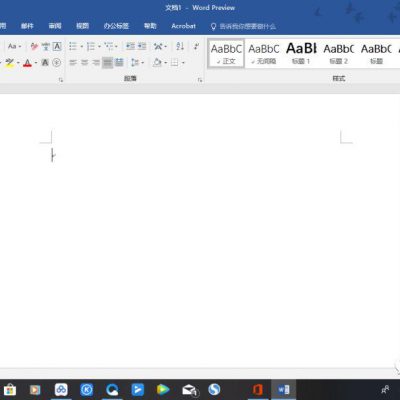 文档1 - Word Preview
用 邮件 审阅 视图 办公标签 帮助 Acrobat 告诉我你想要做什么
Aa
AaBbC AaBbC AaBl AaBbC AaBbC
正文 无间隔 标题 1 标题 2 标题
段落 样式